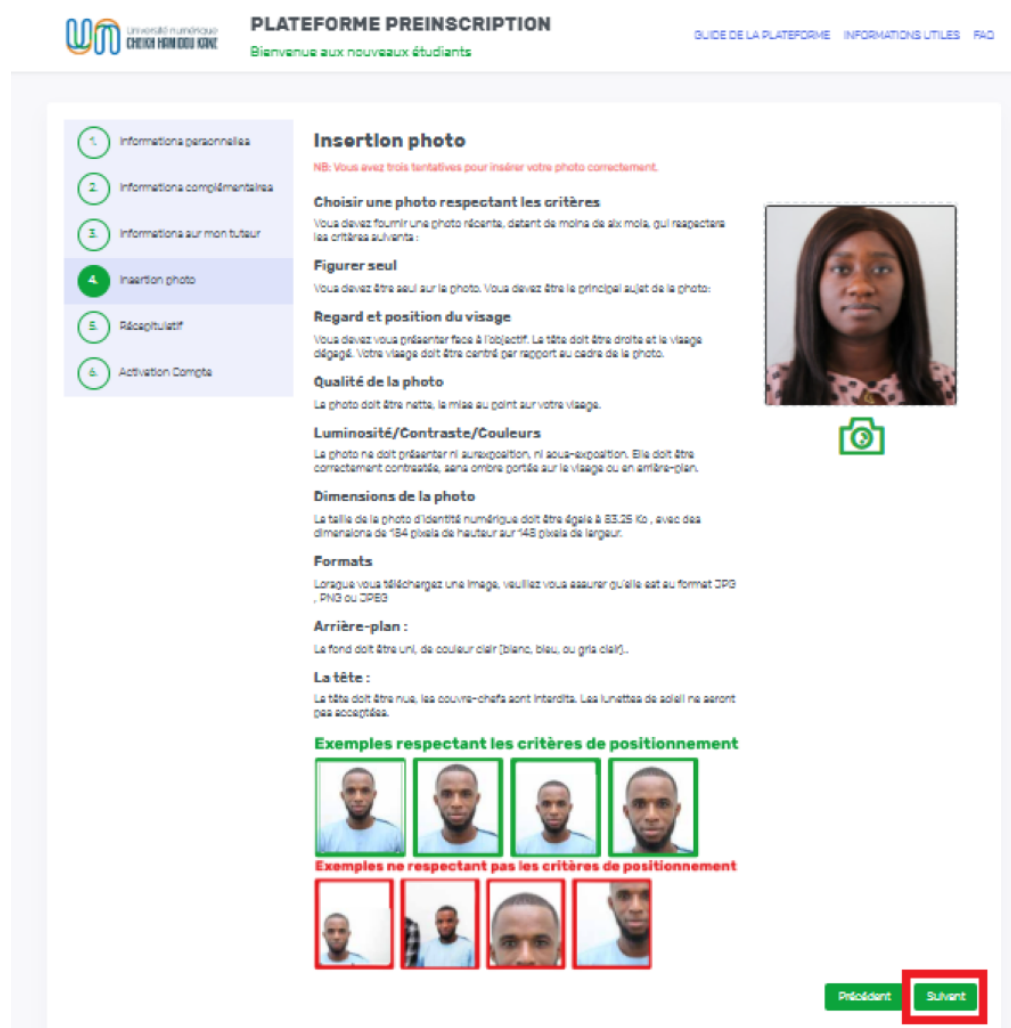 Université numérique
CHEIKH HAMIDOU KANE
PLATEFORME PREINSCRIPTION
Bienvenue aux nouveaux étudiants
GUIDE DE LA PLATEFORME INFORMATIONS UTILES FAQ
1. Informations personnelles
2. Informations complémentaires
3. Informations sur mon tuteur
4. Insertion photo
5. Récapitulatif
6. Activation Compte
Insertion photo
NB: Vous avez trois tentatives pour insérer votre photo correctement.
Choisir une photo respectant les critères
Vous devez fournir une photo récente, datant de moins de six mois, qui respectera
les critères suivants :
Figurer seul
Vous devez être seul sur la photo. Vous devez être le principal sujet de la photo:
Regard et position du visage
Vous devez vous présenter face à l'objectif. La tête doit être droite et le visage
dégagé. Votre visage doit être centré par rapport au cadre de la photo.
Qualité de la photo
La photo doit être nette, la mise au point sur votre visage.
Luminosité/Contraste/Couleurs
La photo ne doit présenter ni surexposition, ni sous-exposition. Elle doit être
correctement contrastée, sans ombre portée sur le visage ou en arrière-plan.
Dimensions de la photo
La taille de la photo d'identité numérique doit être égale à 83.25 Ko , avec des
dimensions de 184 pixels de hauteur sur 148 pixels de largeur.
Formats
Lorsque vous téléchargez une image, veuillez vous assurer qu'elle est au format JPG
, PNG ou JPEG
Arrière-plan :
Le fond doit être uni, de couleur clair (blanc, bleu, ou gris clair)..
La tête :
La tête doit être nue, les couvre-chefs sont interdits. Les lunettes de soleil ne seront
pas acceptées.
Exemples respectant les critères de positionnement
Exemples ne respectant pas les critères de positionnement
Précédent Suivant